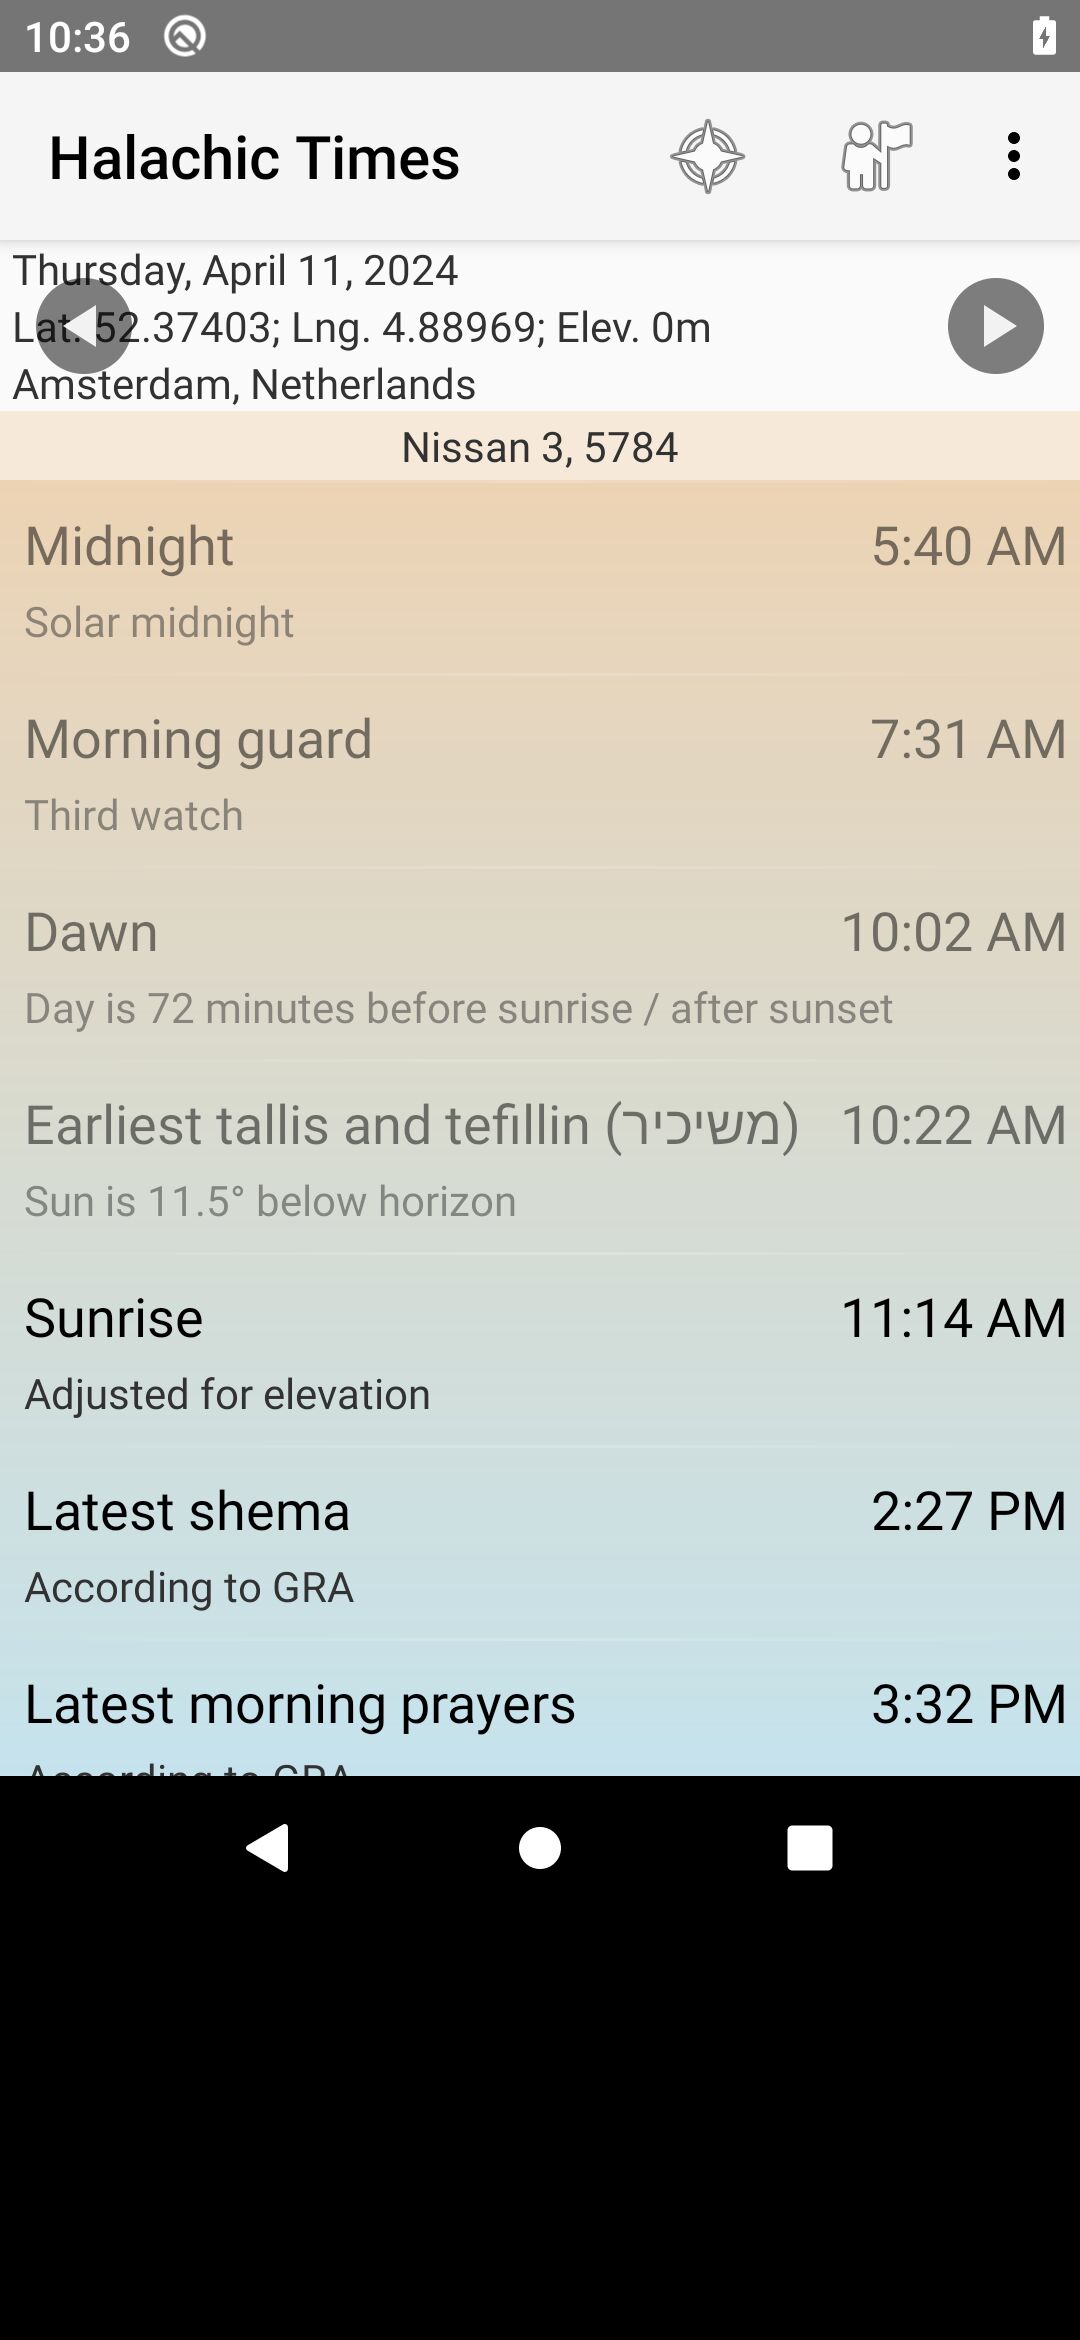 10:36
Halachic Times
Thursday, April 11, 2024
Lat. 52.37403; Lng. 4.88969; Elev. 0m
Amsterdam, Netherlands
Nissan 3, 5784
Midnight 5:40 AM
Solar midnight
Morning guard 7:31 AM
Third watch
Dawn 10:02 AM
Day is 72 minutes before sunrise / after sunset
Earliest tallis and tefillin (משיכיר) 10:22 AM
Sun is 11.5° below horizon
Sunrise 11:14 AM
Adjusted for elevation
Latest shema 2:27 PM
According to GRA
Latest morning prayers 3:32 PM
According to GRA